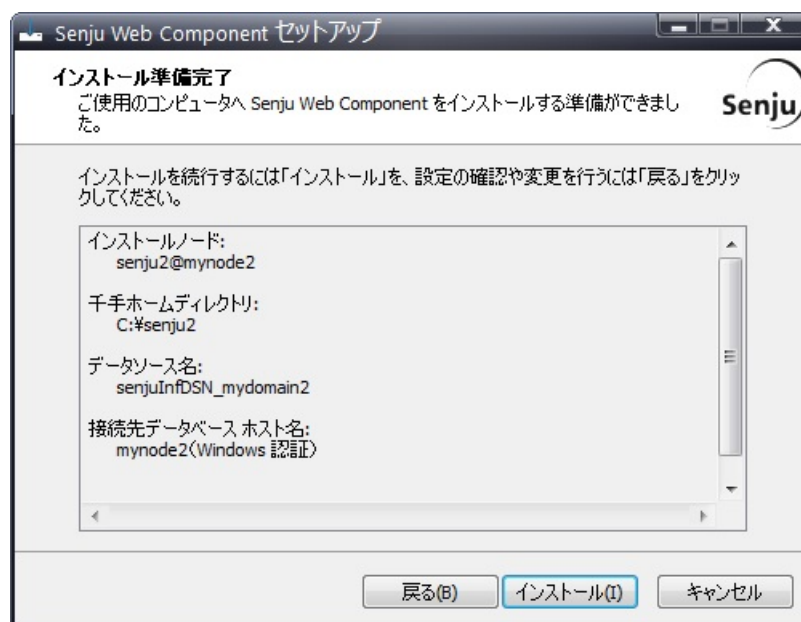 Senju Web Component セットアップ
インストール準備完了
ご使用のコンピュータへ Senju Web Component をインストールする準備ができまし
た。
Senju
インストールを続行するには「インストール」を、設定の確認や変更を行うには「戻る」をクリッ
クしてください。
インストールノード:
senju2@mynode2
千手ホームディレクトリ:
C:¥senju2
データソース名:
senjuInfDSN_mydomain2
接続先データベース ホスト名:
mynode2(Windows 認証)
戻る(B) インストール(I) キャンセル